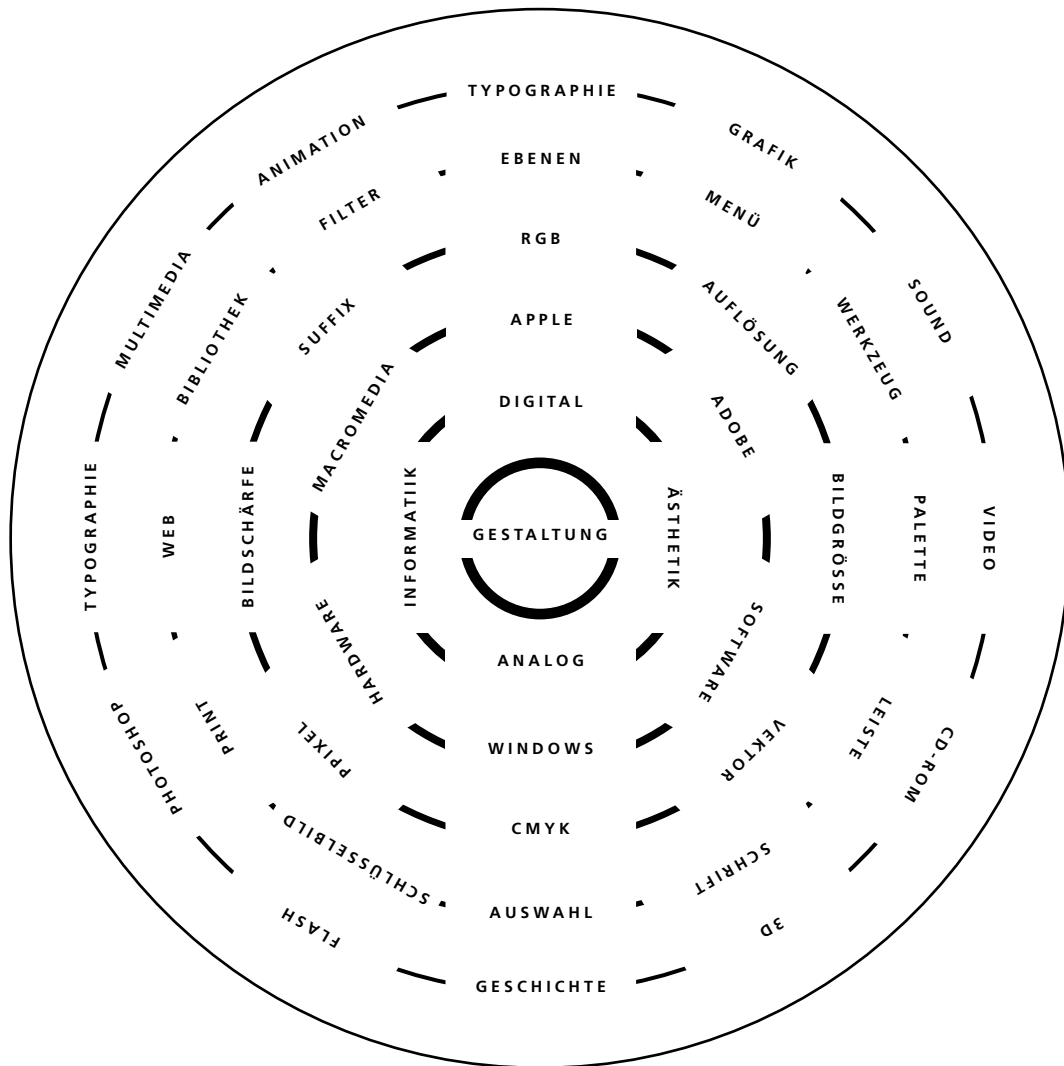 TYPOGRAPHIE
GRAFIK
SOUND
VIDEO
CD-ROM
3D
GESCHICHTE
FLASH
PHOTOSHOP
TYPOGRAPHIE
MULTIMEDIA
ANIMATION
EBENEN
MENÜ
WERKZEUG
PALETTE
LEISTE
SCHRIFT
AUSWAHL
SCHLÜSSELBILD
PRINT
WEB
BIBLIOTHEK
FILTER
RGB
AUFLÖSUNG
BILDGRÖSSE
VEKTOR
CMYK
PPIXEL
BILDSCHÄRFE
SUFFIX
APPLE
ADOBE
SOFTWARE
WINDOWS
HARDWARE
MACROMEDIA
DIGITAL
ÄSTHETIK
ANALOG
INFORMATIIK
GESTALTUNG